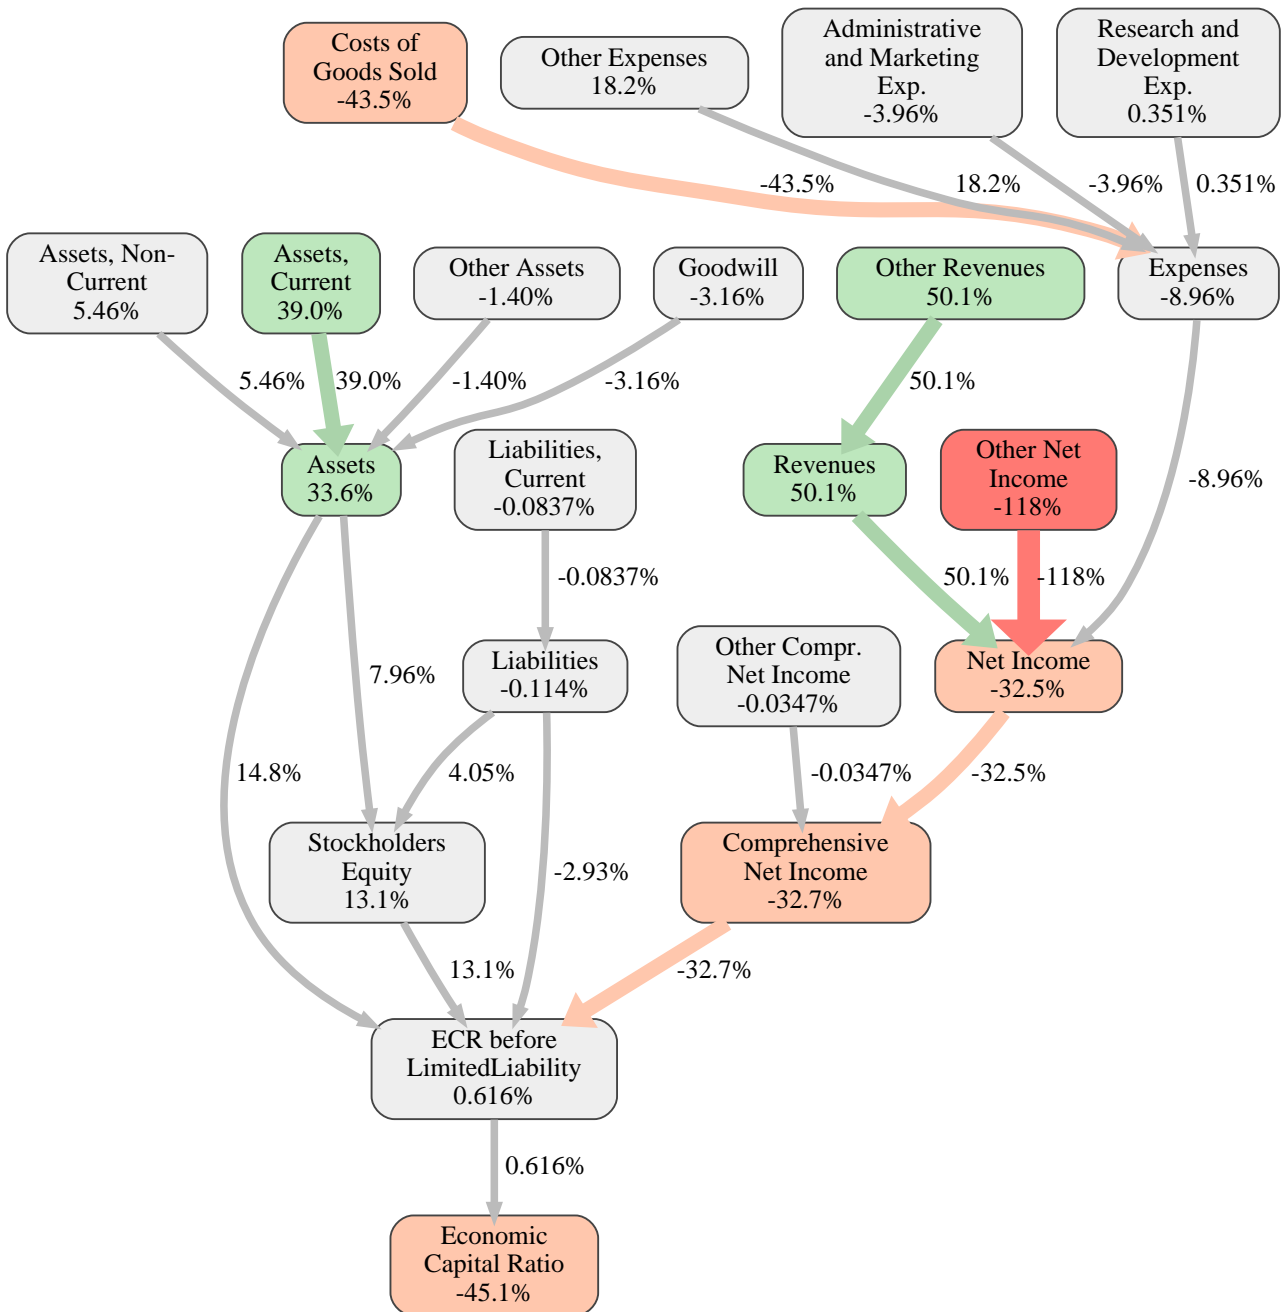 Costs of
Goods Sold
-43.5%
Other Expenses
18.2%
Administrative
and Marketing
Exp.
-3.96%
Research and
Development
Exp.
0.351%
-43.5%
18.2%
-3.96%
0.351%
Assets, Non-
Current
5.46%
Assets,
Current
39.0%
Other Assets
-1.40%
Goodwill
-3.16%
Other Revenues
50.1%
Expenses
-8.96%
5.46%
39.0%
-1.40%
-3.16%
50.1%
-8.96%
Assets
33.6%
Liabilities,
Current
-0.0837%
Revenues
50.1%
Other Net
Income
-118%
-0.0837%
50.1%
-118%
7.96%
Liabilities
-0.114%
Other Compr.
Net Income
-0.0347%
Net Income
-32.5%
14.8%
4.05%
-0.0347%
-32.5%
Stockholders
Equity
13.1%
-2.93%
Comprehensive
Net Income
-32.7%
13.1%
-32.7%
ECR before
LimitedLiability
0.616%
0.616%
Economic
Capital Ratio
-45.1%